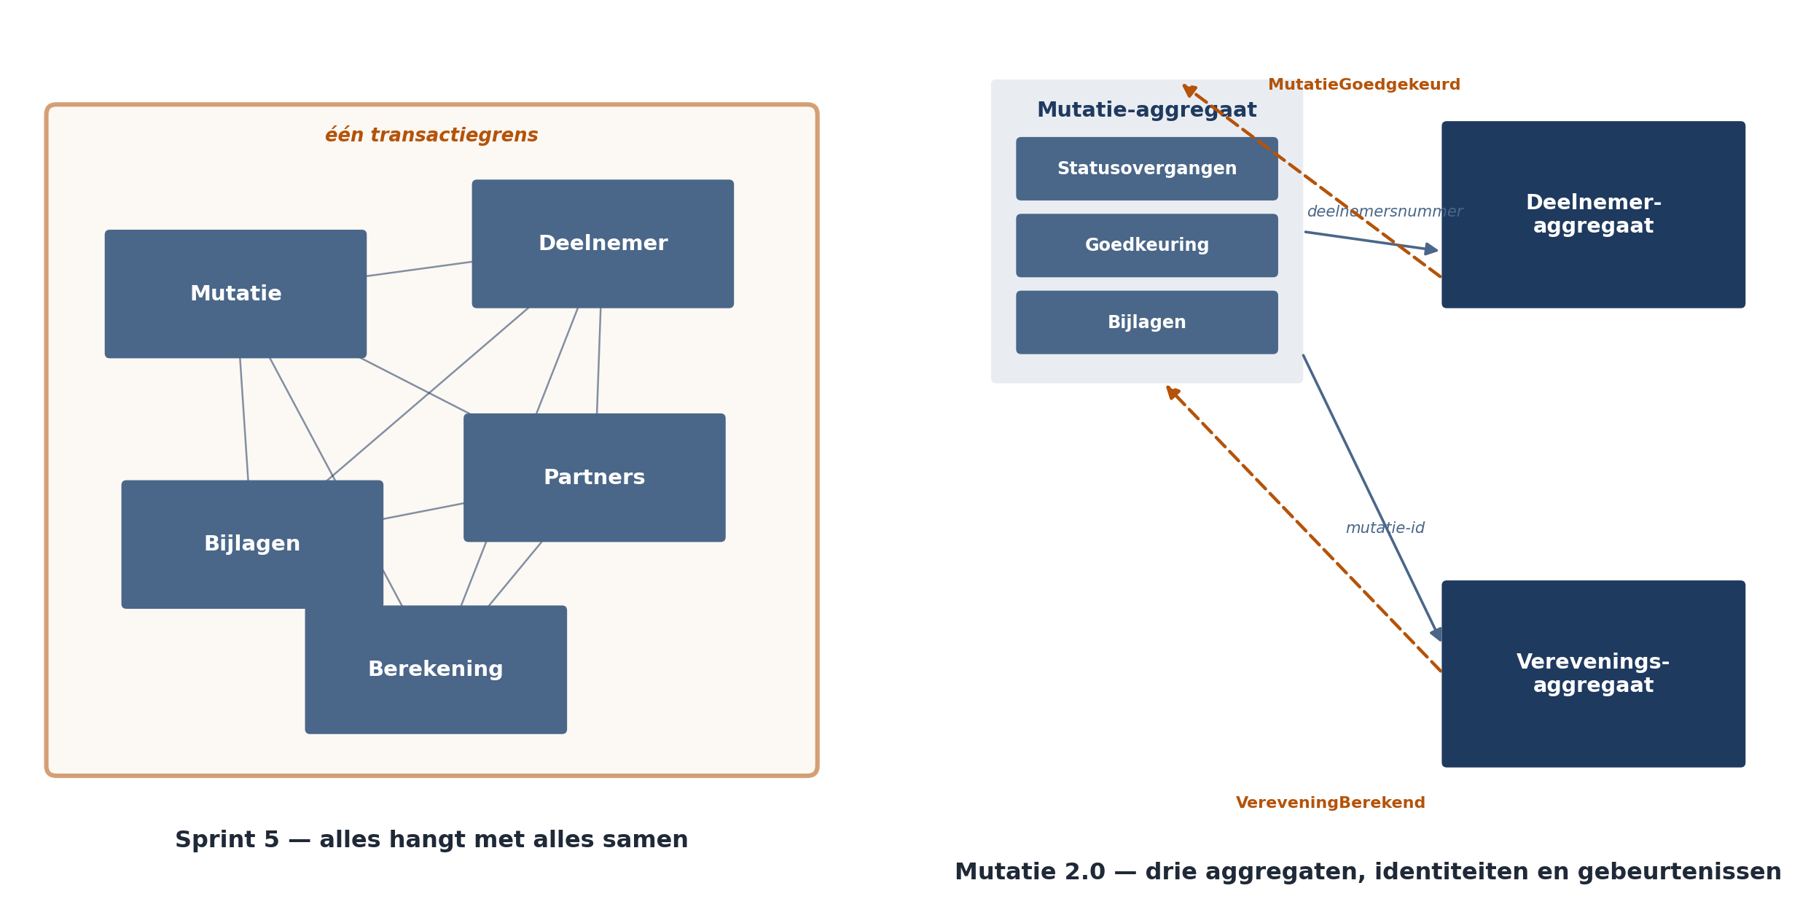 één transactiegrens
Deelnemer
Mutatie
Partners
Bijlagen
Berekening
Sprint 5 — alles hangt met alles samen
MutatieGoedgekeurd
Mutatie-aggregaat
Statusovergangen
Goedkeuring
Bijlagen
deelnemersnummer
Deelnemer-
aggregaat
mutatie-id
Verevenings-
aggregaat
VereveningBerekend
Mutatie 2.0 — drie aggregaten, identiteiten en gebeurtenissen